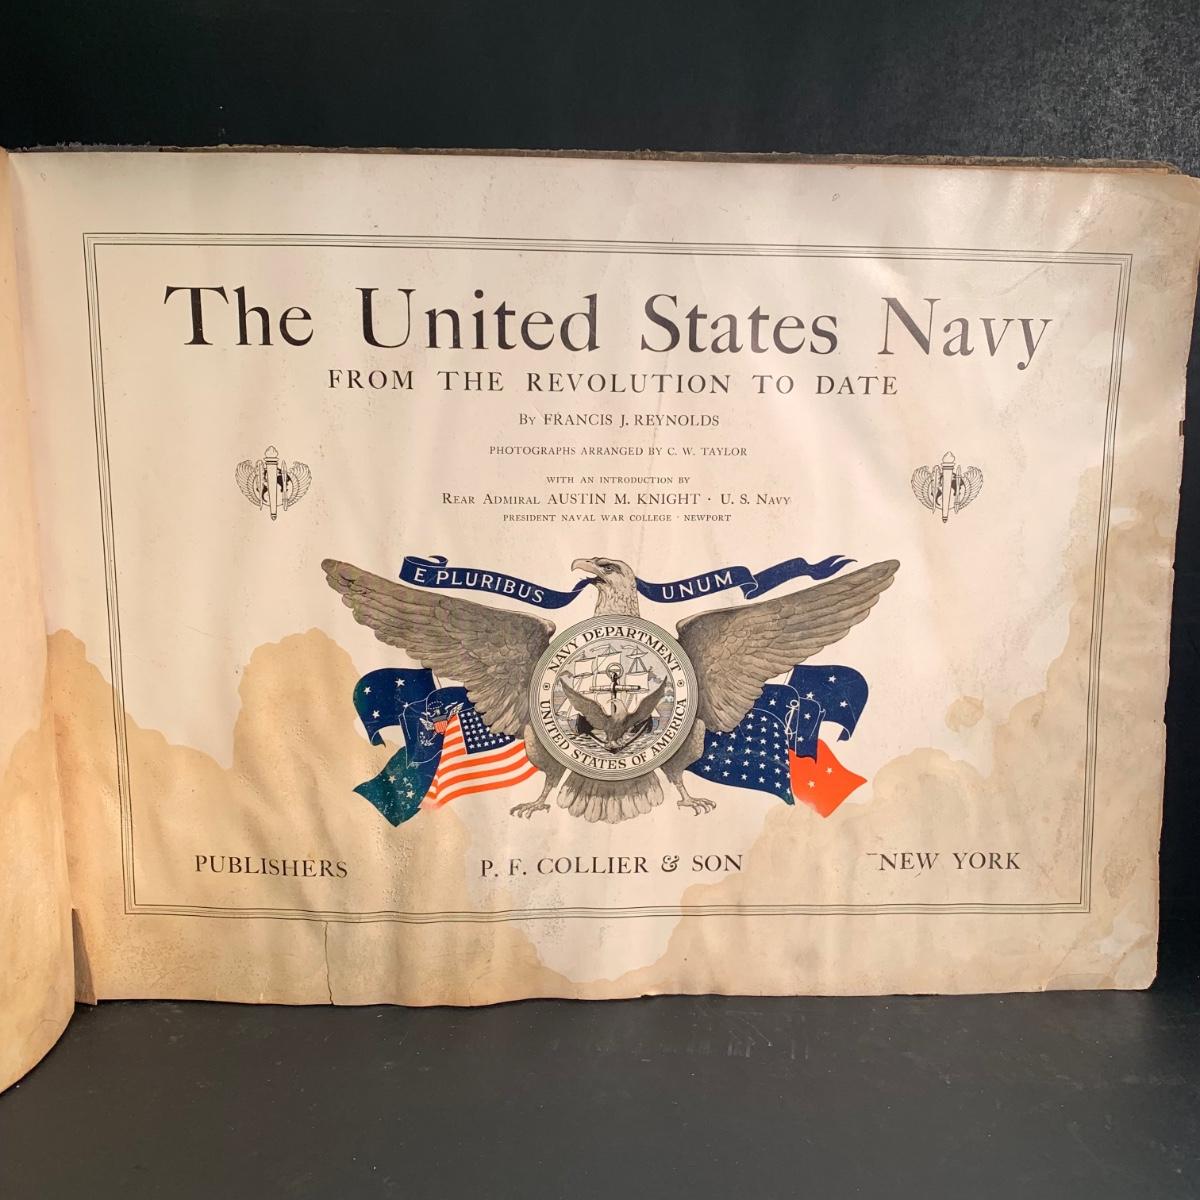 The United States Navy
FROM THE REVOLUTION TO DATE
By FRANCIS J. REYNOLDS
PHOTOGRAPHS ARRANGED BY C. W. TAYLOR
WITH AN INTRODUCTION BY
REAR ADMIRAL AUSTIN M. KNIGHT · U. S. NAVY
PRESIDENT NAVAL WAR COLLEGE · NEWPORT
E PLURIBUS UNUM
NAVY DEPARTMENT
UNITED STATES OF AMERICA
PUBLISHERS P. F. COLLIER & SON NEW YORK